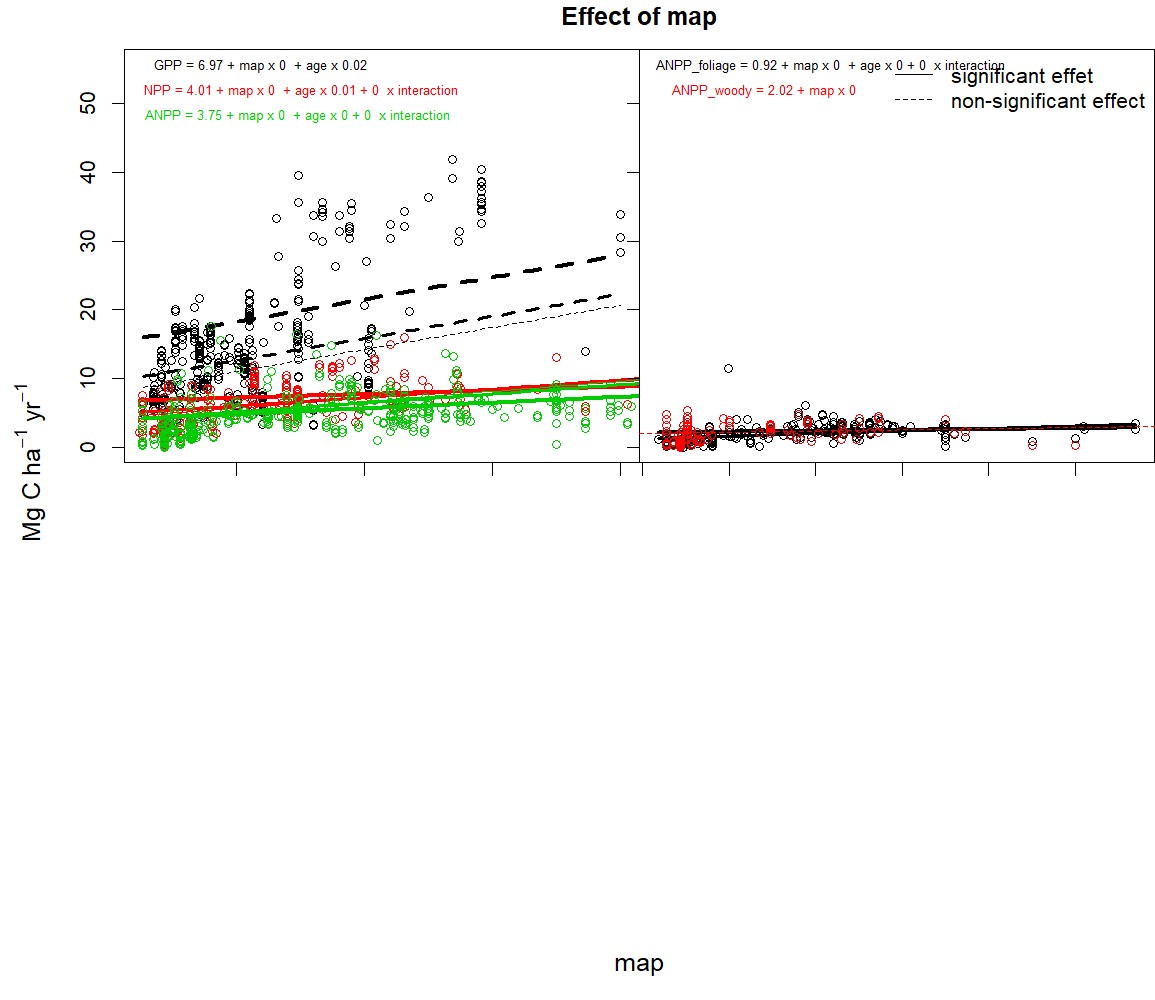 Effect of map
GPP = 6.97 + map x 0  + age x 0.02
NPP = 4.01 + map x 0  + age x 0.01 + 0  x interaction
ANPP = 3.75 + map x 0  + age x 0 + 0  x interaction
ANPP_foliage = 0.92 + map x 0  + age x 0 + 0  x interaction
ANPP_woody = 2.02 + map x 0
significant effet
non-significant effect
50
40
30
20
10
0
Mg C ha⁻¹ yr⁻¹
map